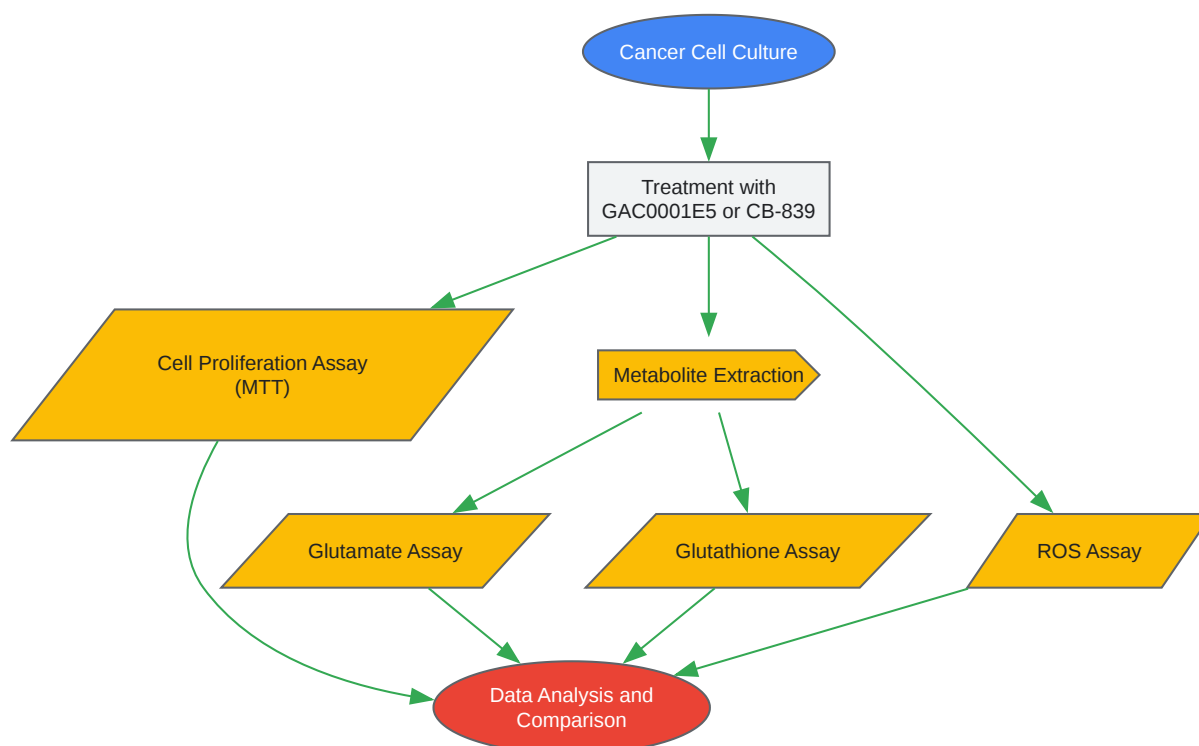 Cancer Cell Culture
Treatment with
GAC0001E5 or CB-839
Cell Proliferation Assay
(MTT)
Metabolite Extraction
Glutamate Assay
Glutathione Assay
ROS Assay
Data Analysis and
Comparison